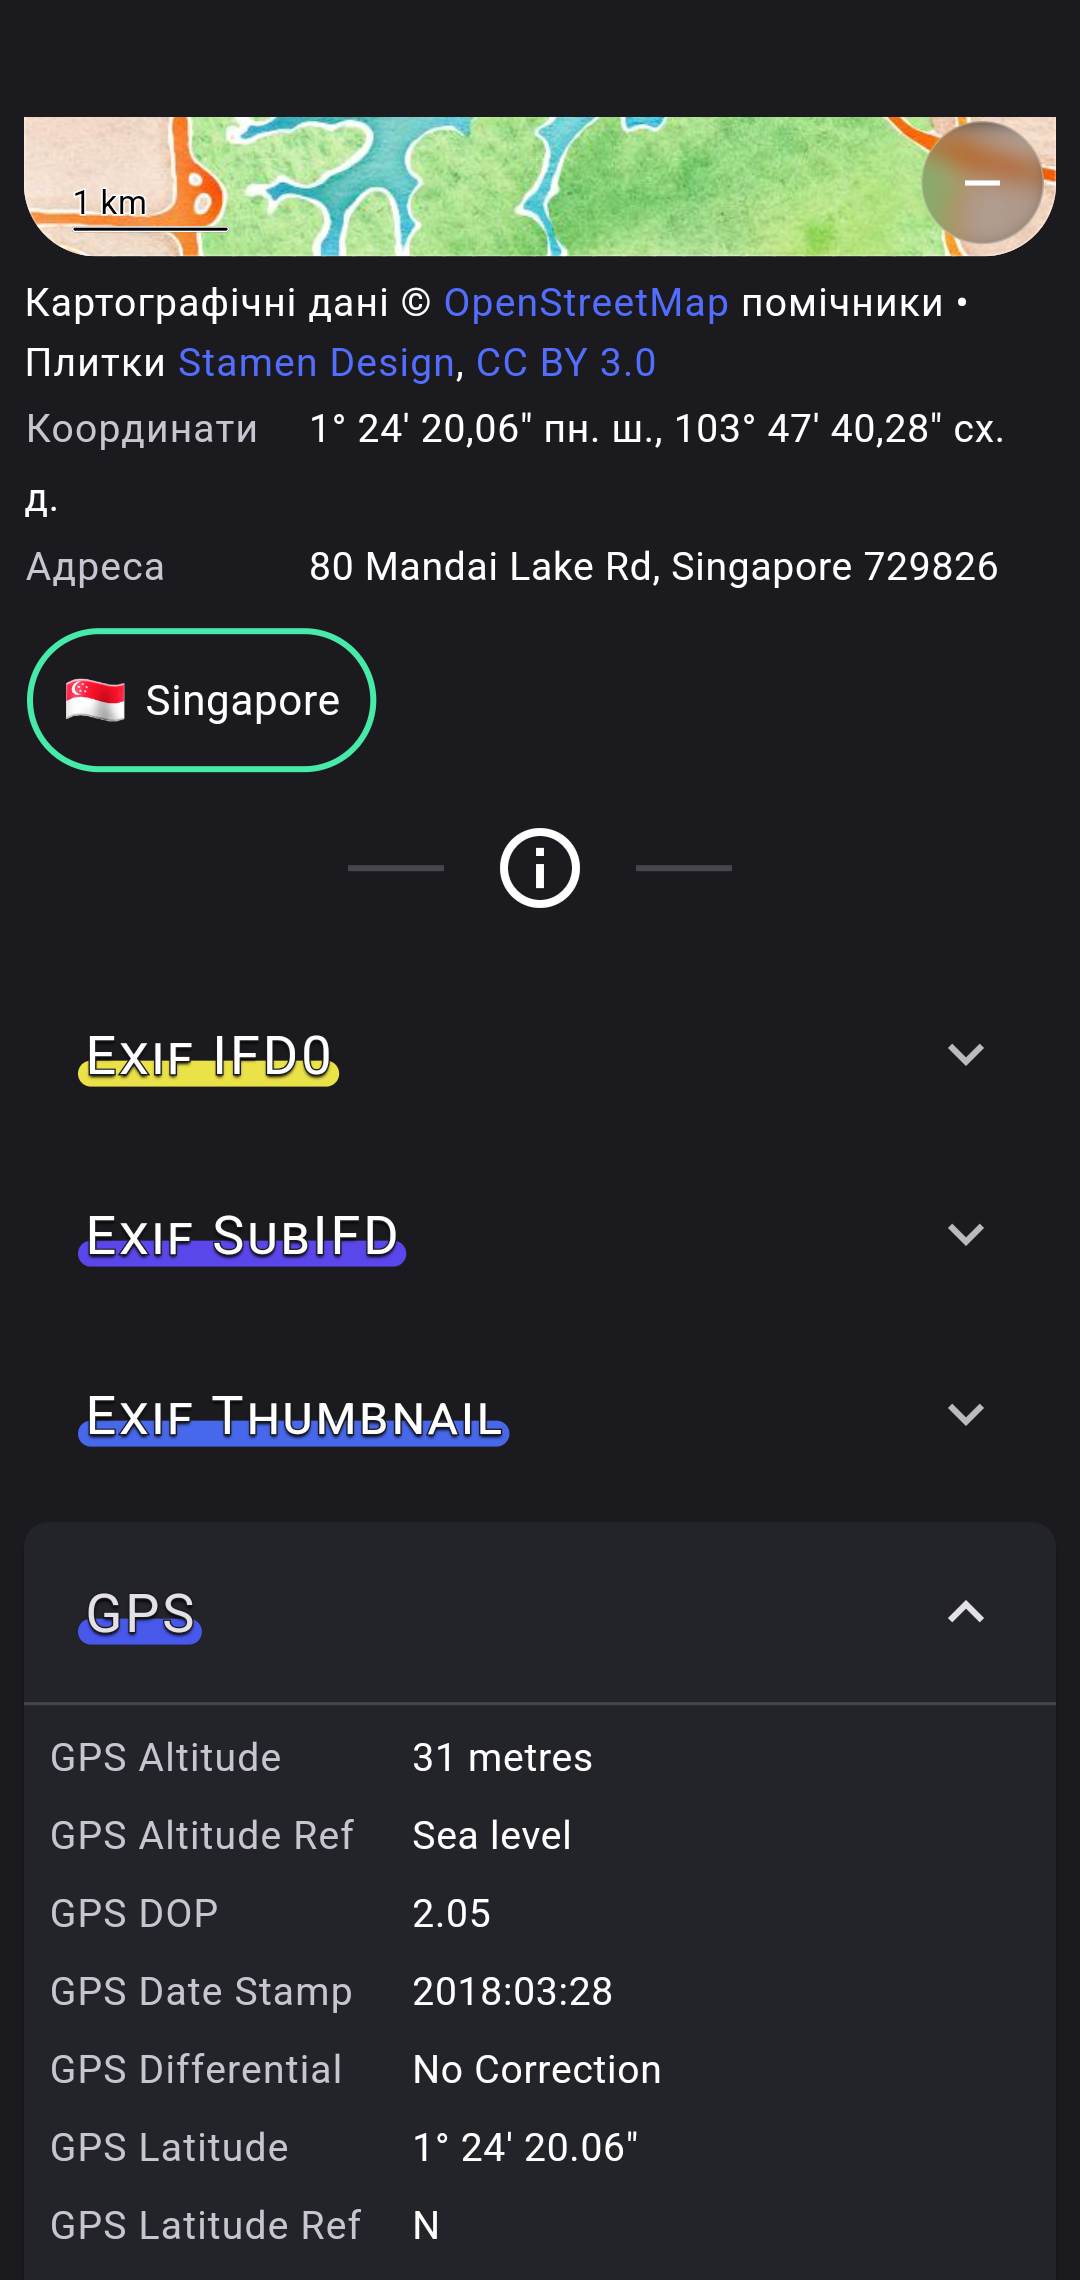 1 km
Картографічні дані © OpenStreetMap помічники •
Плитки Stamen Design, CC BY 3.0
Координати 1° 24' 20,06" пн. ш., 103° 47' 40,28" сх.
д.
Адреса 80 Mandai Lake Rd, Singapore 729826
Singapore
Exif IFD0
Exif SubIFD
Exif Thumbnail
GPS
GPS Altitude 31 metres
GPS Altitude Ref Sea level
GPS DOP 2.05
GPS Date Stamp 2018:03:28
GPS Differential No Correction
GPS Latitude 1° 24' 20.06"
GPS Latitude Ref N